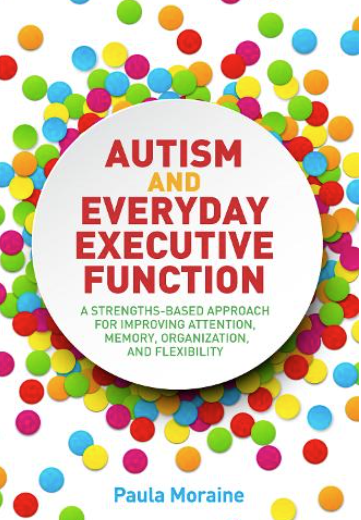 AUTISM
AND
EVERYDAY
EXECUTIVE
FUNCTION
A STRENGTHS-BASED APPROACH
FOR IMPROVING ATTENTION,
MEMORY, ORGANIZATION,
AND FLEXIBILITY
Paula Moraine